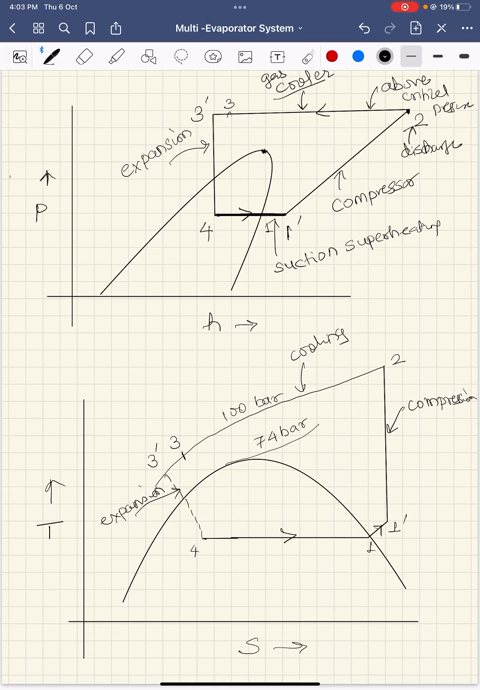 4:03 PM Thu 6 Oct
19%
Multi-Evaporator System
gas
cooler
above
critical
pressure
3' 3
2
discharge
expansion
compressor
P
4 1 1'
suction superheating
h
cooling
2
100 bar
compression
74 bar
3' 3
expansion
T
4 1 1'
S